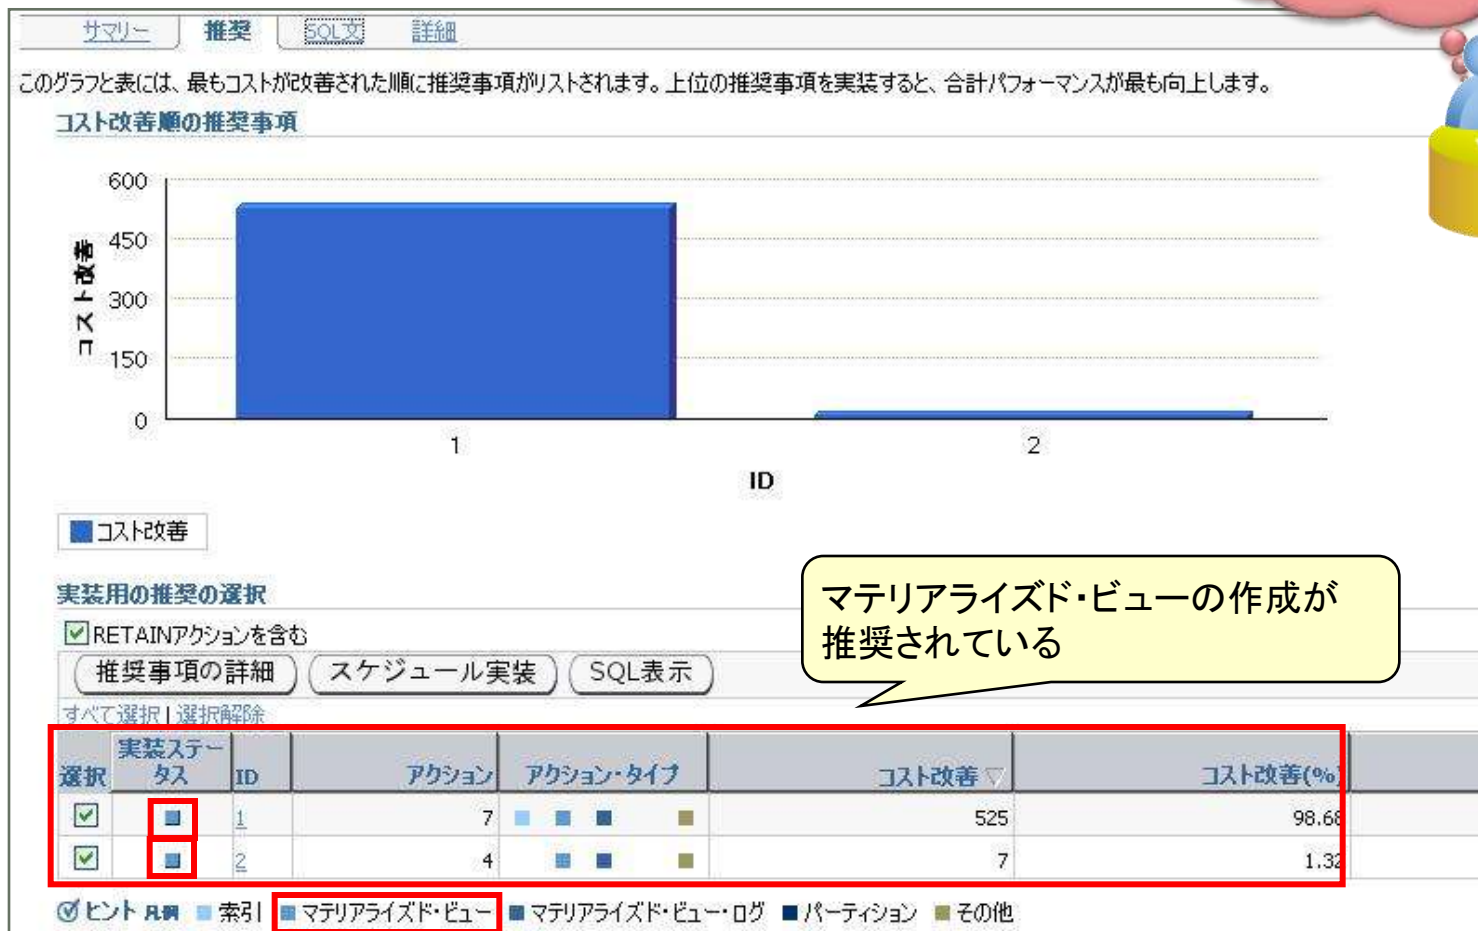 サマリー 推奨 SQL文 詳細
このグラフと表には、最もコストが改善された順に推奨事項がリストされます。上位の推奨事項を実装すると、合計パフォーマンスが最も向上します。
コスト改善順の推奨事項
600
450
300
150
0
コスト改善
1 2
ID
コスト改善
マテリアライズド・ビューの作成が
推奨されている
実装用の推奨の選択
RETAINアクションを含む
推奨事項の詳細 スケジュール実装 SQL表示
すべて選択 | 選択解除
選択 実装ステータス ID アクション アクション・タイプ コスト改善 コスト改善(%)
1 7 525 98.68
2 4 7 1.32
ヒント 凡例 索引 マテリアライズド・ビュー マテリアライズド・ビュー・ログ パーティション その他